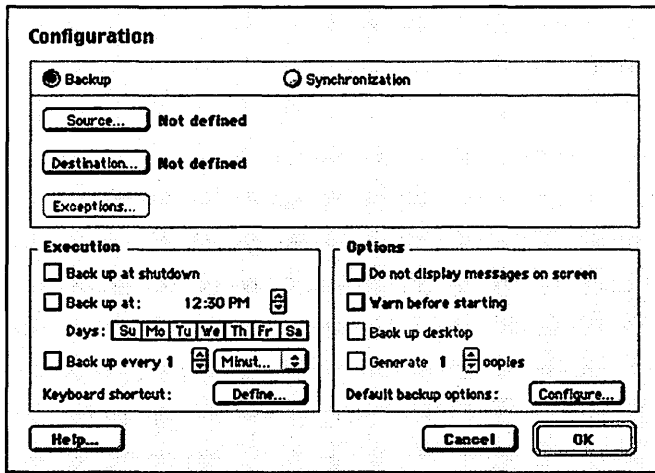 Configuration
Backup
Synchronization
Source... Not defined
Destination... Not defined
Exceptions...
Execution
Back up at shutdown
Back up at: 12:30 PM
Days: Su Mo Tu We Th Fr Sa
Back up every 1 Minut...
Keyboard shortcut: Define...
Options
Do not display messages on screen
Warn before starting
Back up desktop
Generate 1 copies
Default backup options: Configure...
Help...
Cancel
OK